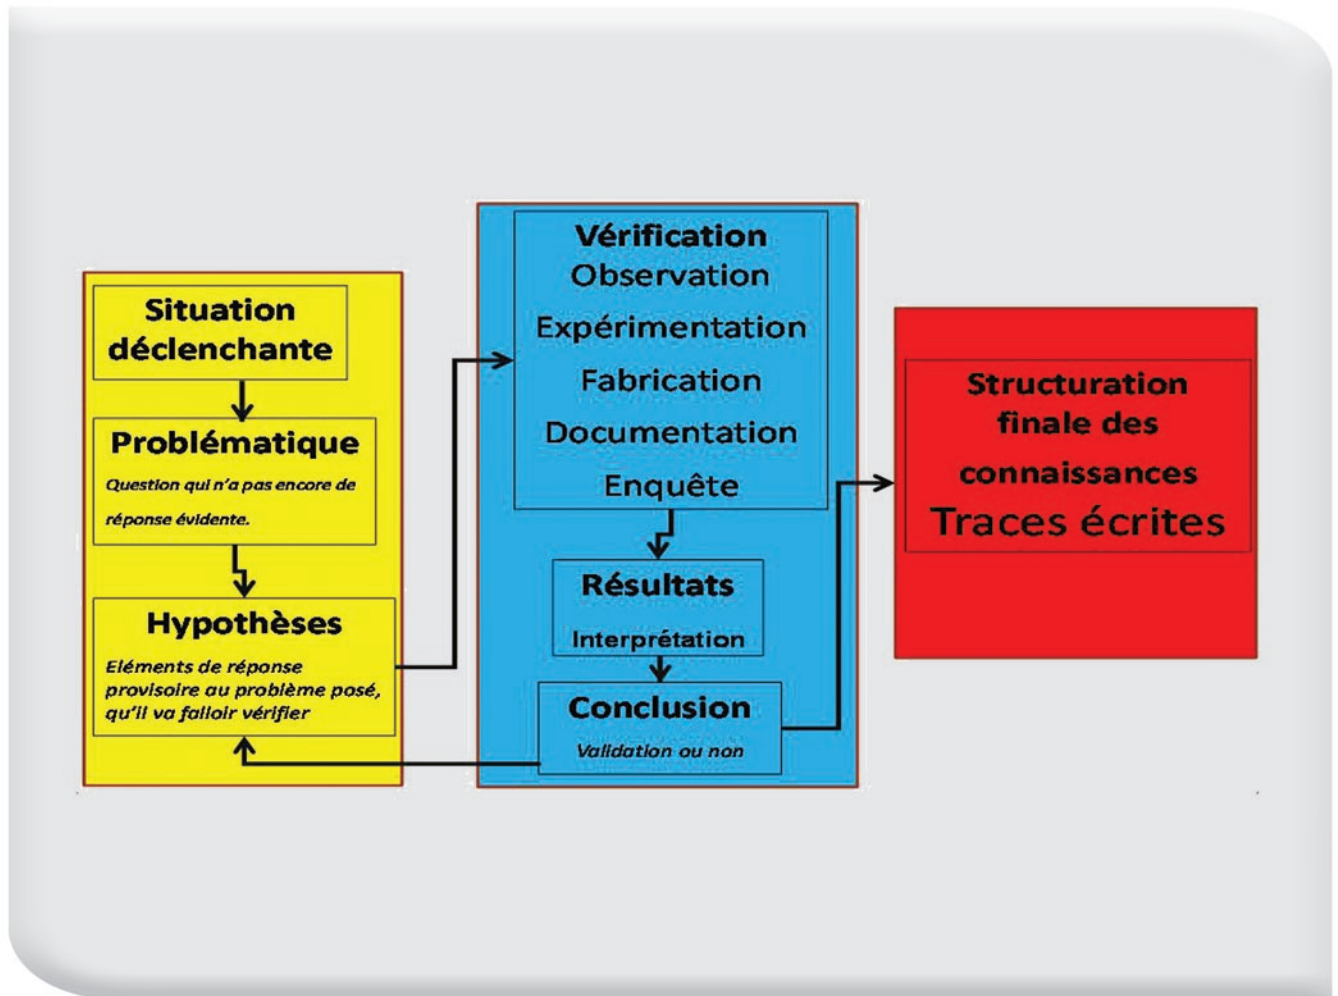 Situation
déclenchante
Problématique
Question qui n'a pas encore de
réponse évidente.
Hypothèses
Eléments de réponse
provisoire au problème posé,
qu'il va falloir vérifier
Vérification
Observation
Expérimentation
Fabrication
Documentation
Enquête
Résultats
Interprétation
Conclusion
Validation ou non
Structuration
finale des
connaissances
Traces écrites